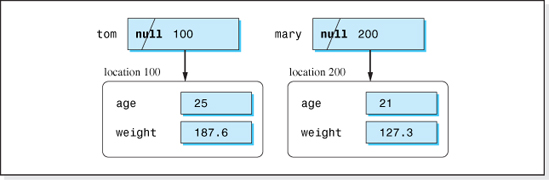 tom null 100 mary null 200
location 100 location 200
age 25 age 21
weight 187.6 weight 127.3